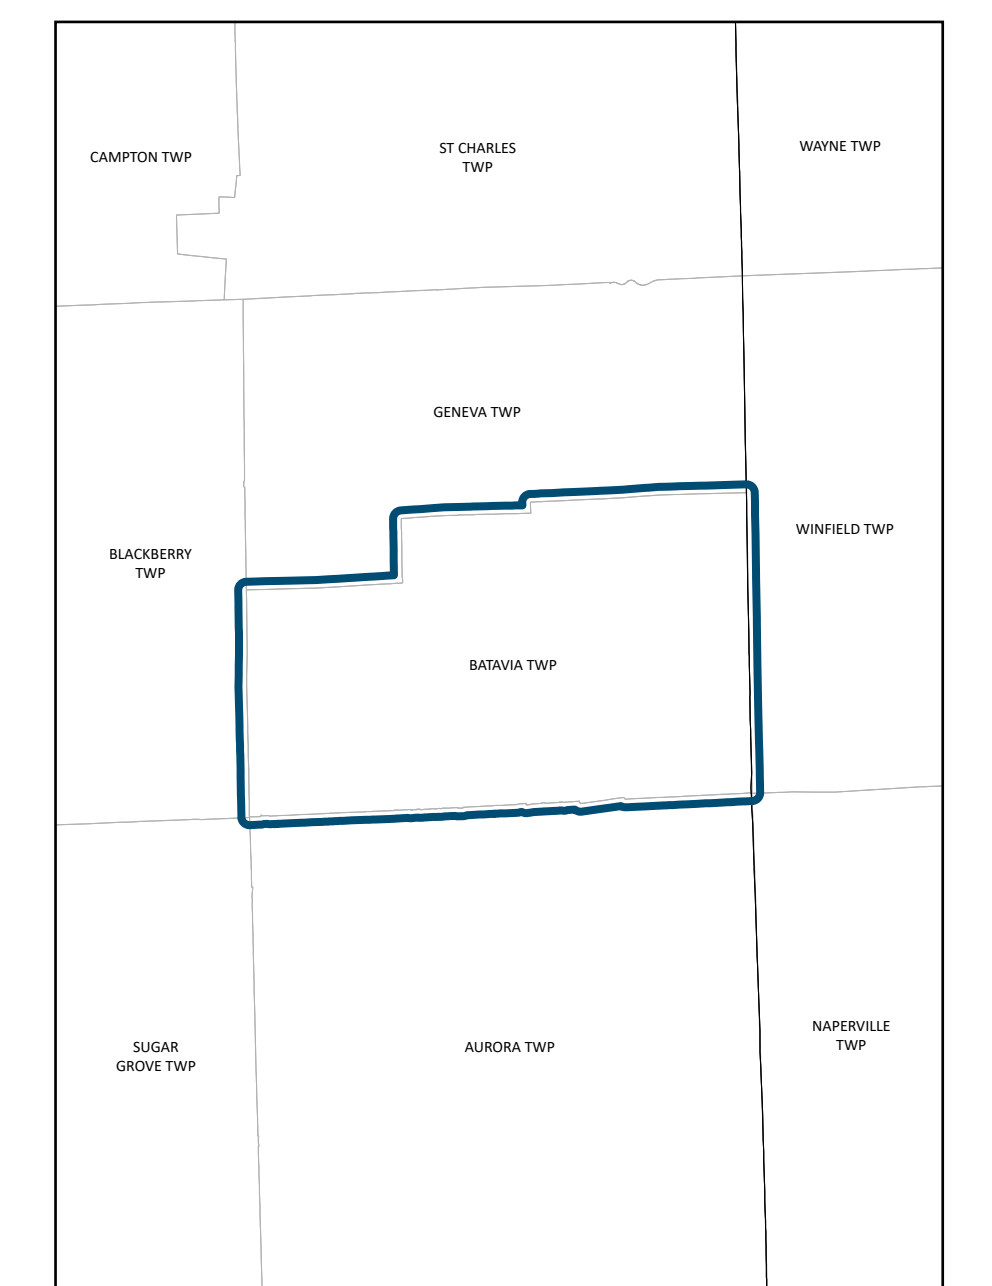 CAMPTON TWP
ST CHARLES
TWP
WAYNE TWP
GENEVA TWP
BLACKBERRY
TWP
WINFIELD TWP
BATAVIA TWP
SUGAR
GROVE TWP
AURORA TWP
NAPERVILLE
TWP